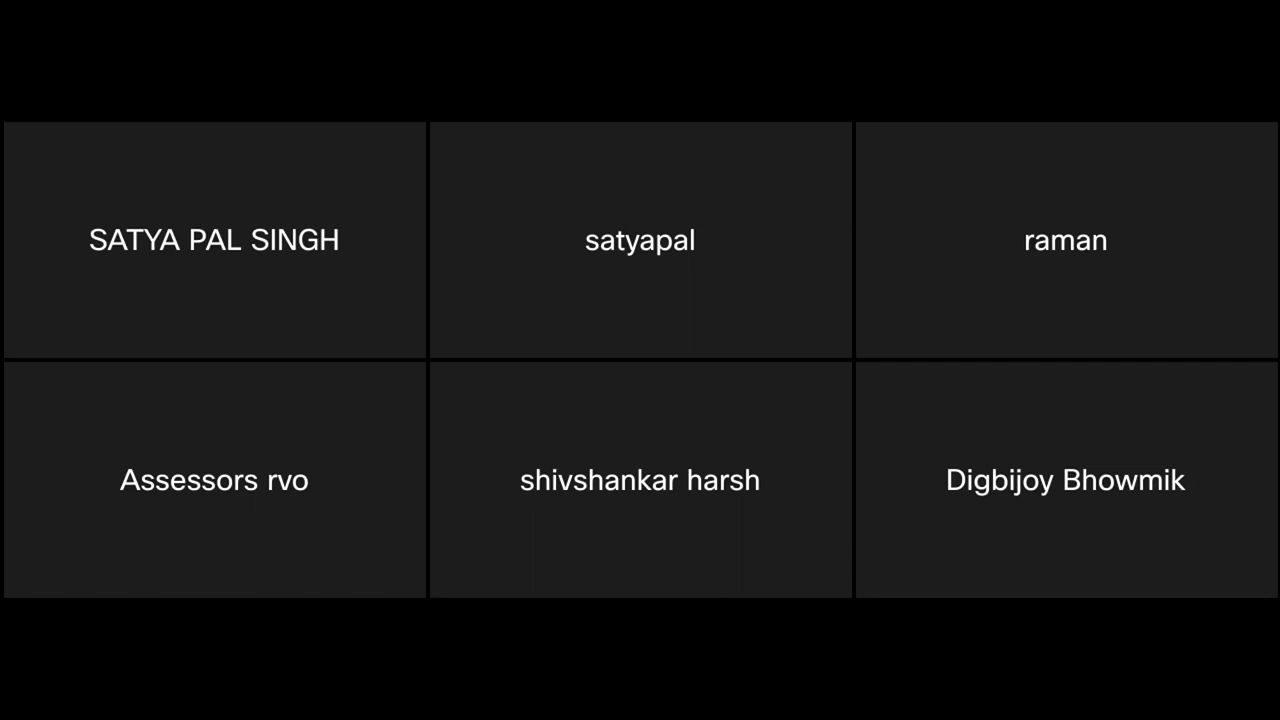 SATYA PAL SINGH
satyapal
raman
Assessors rvo
shivshankar harsh
Digbijoy Bhowmik